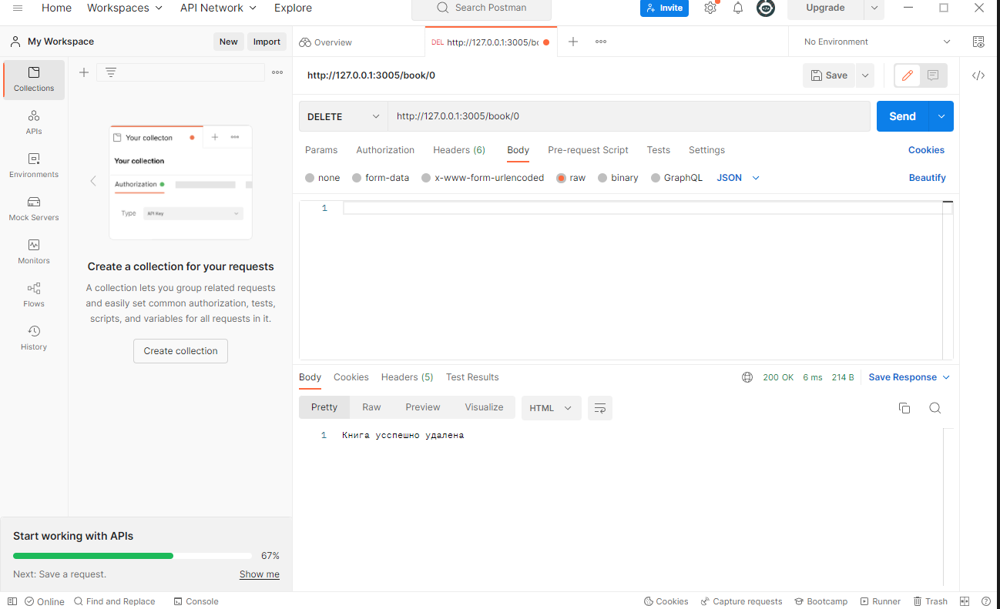 Home Workspaces API Network Explore Search Postman Invite Upgrade
My Workspace New Import Overview DEL http://127.0.0.1:3005/bo No Environment
Collections
APIs
Environments
Mock Servers
Monitors
Flows
History
Your collecton
Your collection
Authorization
Type API Key
Create a collection for your requests
A collection lets you group related requests
and easily set common authorization, tests,
scripts, and variables for all requests in it.
Create collection
Start working with APIs
67%
Next: Save a request. Show me
http://127.0.0.1:3005/book/0 Save
DELETE http://127.0.0.1:3005/book/0 Send
Params Authorization Headers (6) Body Pre-request Script Tests Settings Cookies
none form-data x-www-form-urlencoded raw binary GraphQL JSON Beautify
1
Body Cookies Headers (5) Test Results 200 OK 6 ms 214 B Save Response
Pretty Raw Preview Visualize HTML
1 Книга усспешно удалена
Online Find and Replace Console Cookies Capture requests Bootcamp Runner Trash